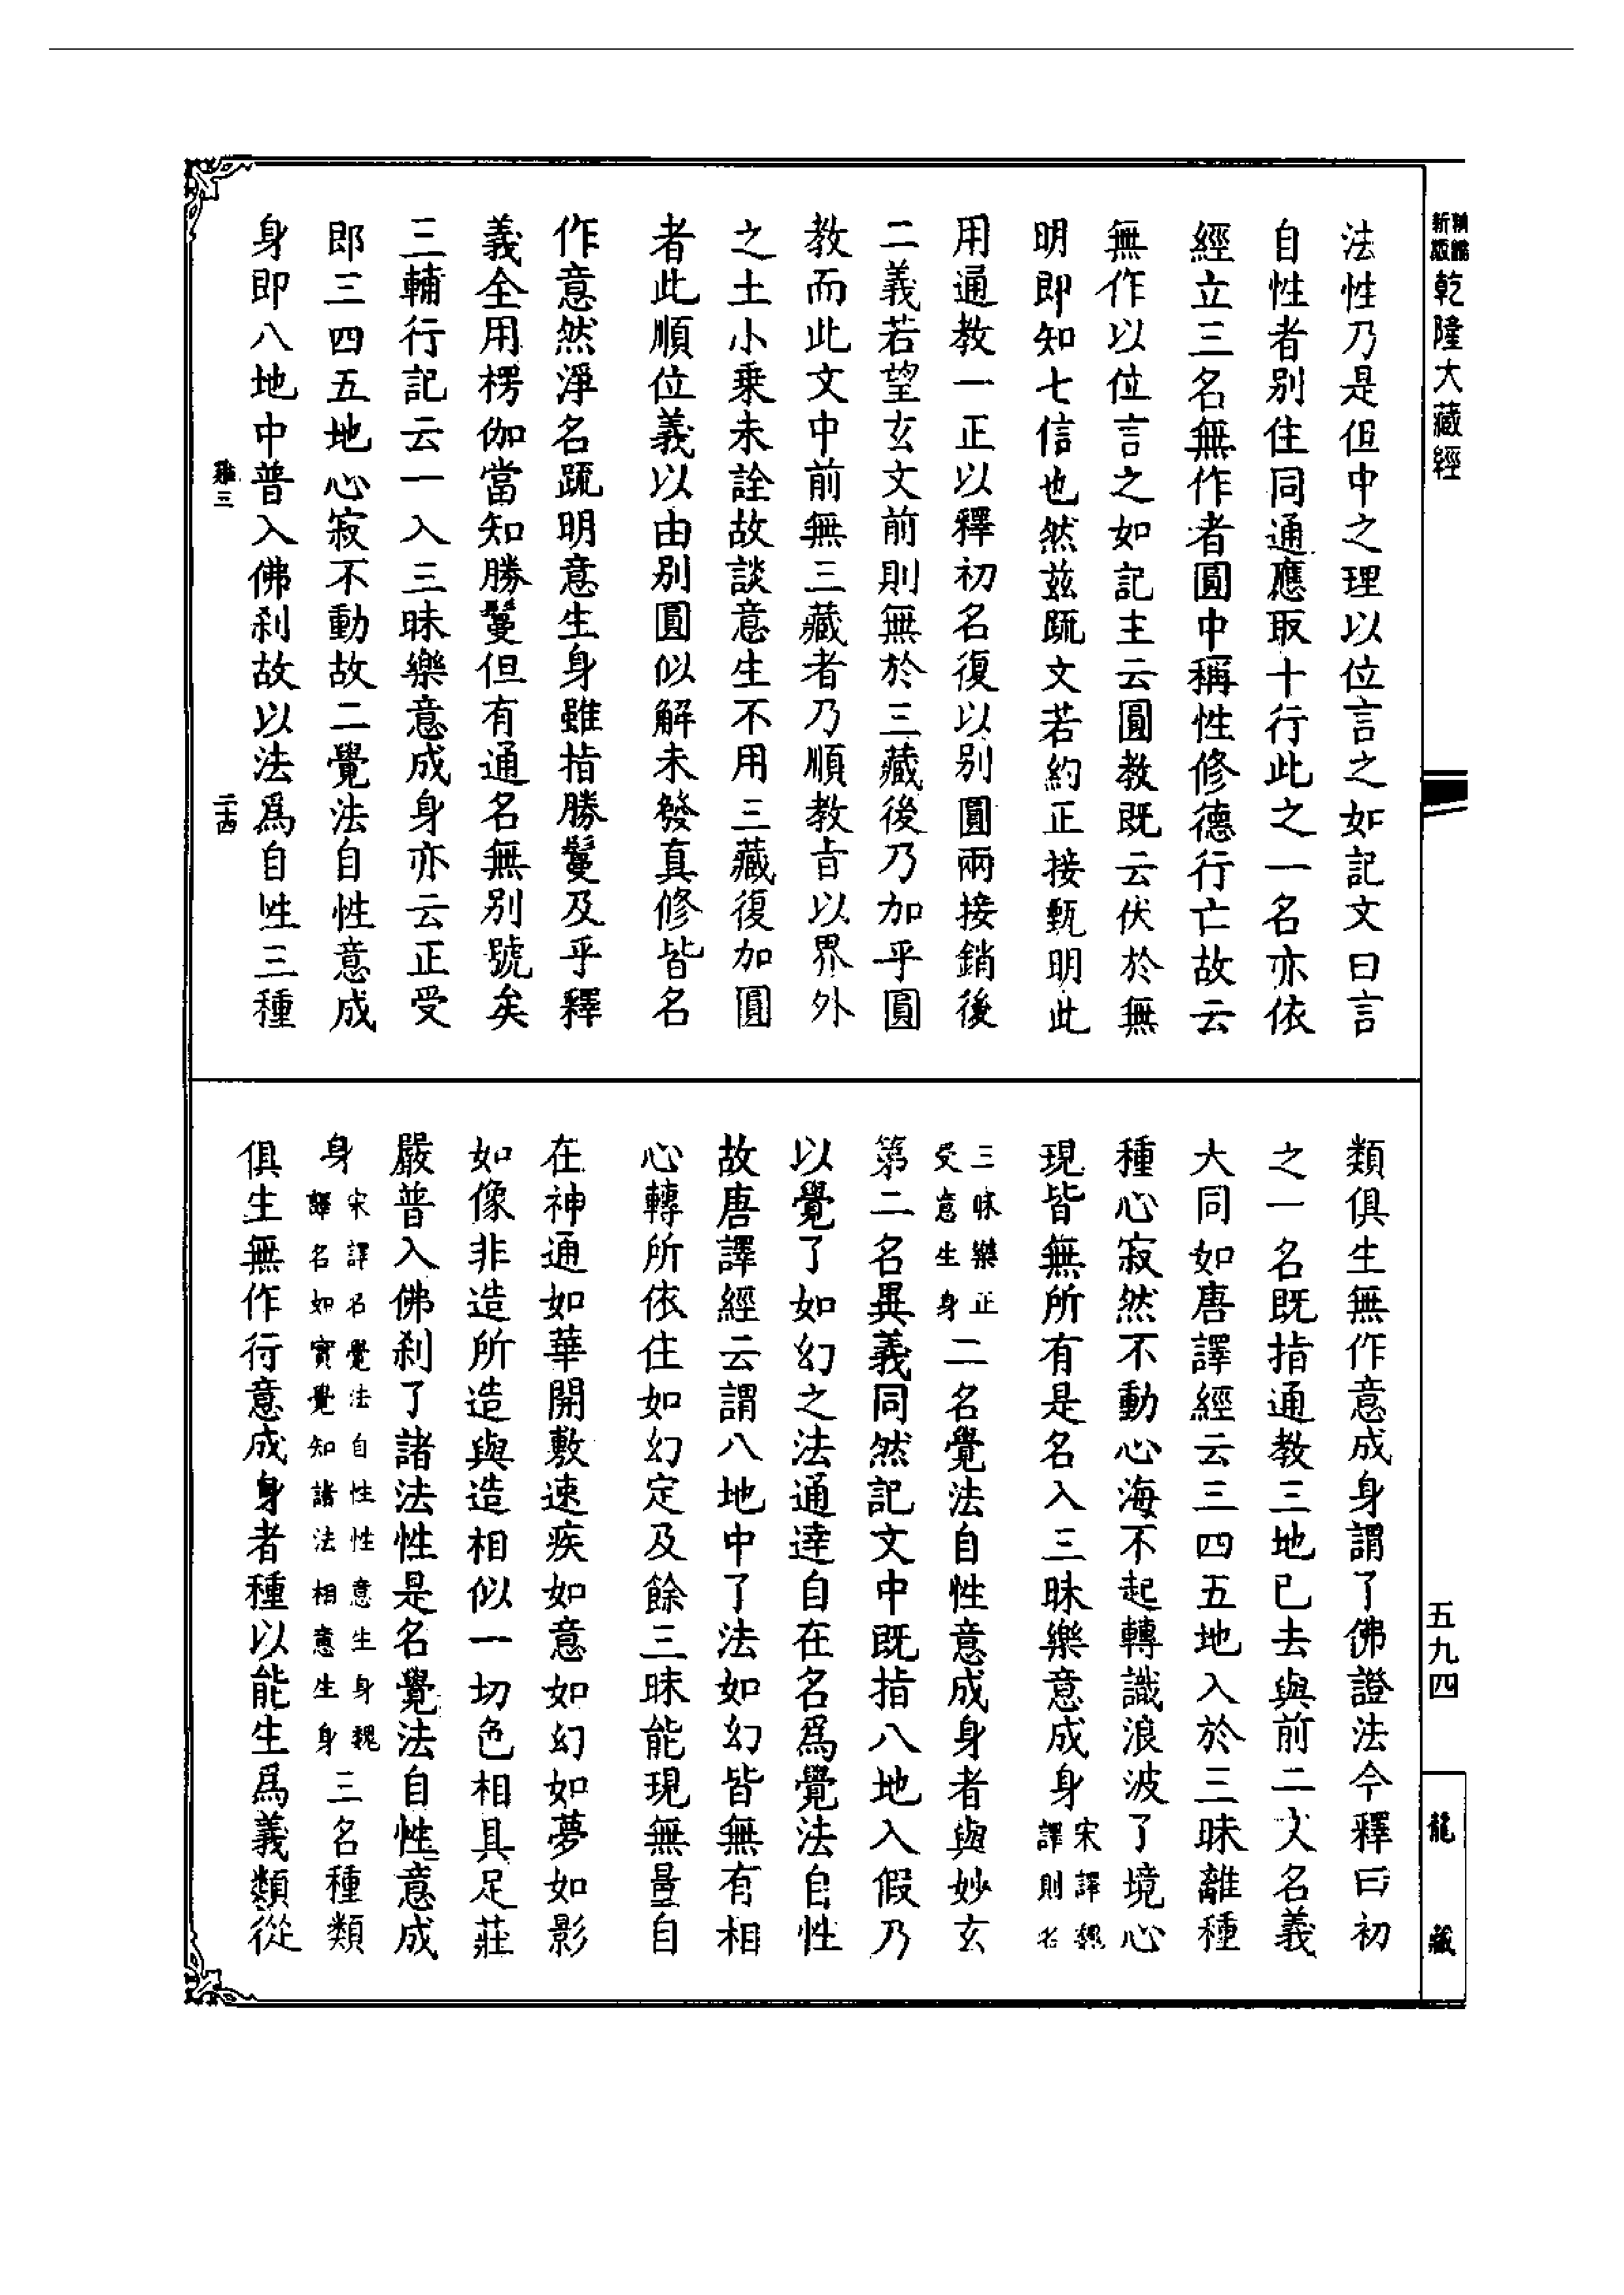 新版 精縮 乾隆大藏經
法性乃是但中之理以位言之如記文曰言
自性者别住同通應取十行此之一名亦依
經立三名無作者圓中稱性修德行亡故云
無作以位言之如記主云圓教既云伏於無
明即知七信也然兹䟽文若約正接甄明此
用通教一正以釋初名復以别圓兩接銷後
二義若望玄文前則無於三藏後乃加乎圓
教而此文中前無三藏者乃順教旨以界外
之土小乗未詮故談意生不用三藏復加圓
者此順位義以由别圓似解未發真修皆名
作意然淨名䟽明意生身雖指勝鬘及乎釋
義全用楞伽當知勝鬘但有通名無别號矣
三輔行記云一入三昧樂意成身亦云正受
即三四五地心寂不動故二覺法自性意成
身即八地中普入佛刹故以法爲自性三種
雞三
二十四
類俱生無作意成身謂了佛證法今釋曰初
之一名既指通教三地已去與前二文名義
大同如唐譯經云三四五地入於三昧離種
種心寂然不動心海不起轉識浪波了境心
現皆無所有是名入三昧樂意成身宋譯魏譯則名
三昧樂正受意生身二名覺法自性意成身者與妙玄
第二名異義同然記文中既指八地入假乃
以覺了如幻之法通達自在名爲覺法自性
故唐譯經云謂八地中了法如幻皆無有相
心轉所依住如幻定及餘三昧能現無量自
在神通如華開敷速疾如意如幻如夢如影
如像非造所造與造相似一切色相具足莊
嚴普入佛刹了諸法性是名覺法自性意成
身宋譯名覺法自性性意生身魏譯名如實覺知諸法相意生身三名種類
俱生無作行意成身者種以能生爲義類從
五九四
龍藏